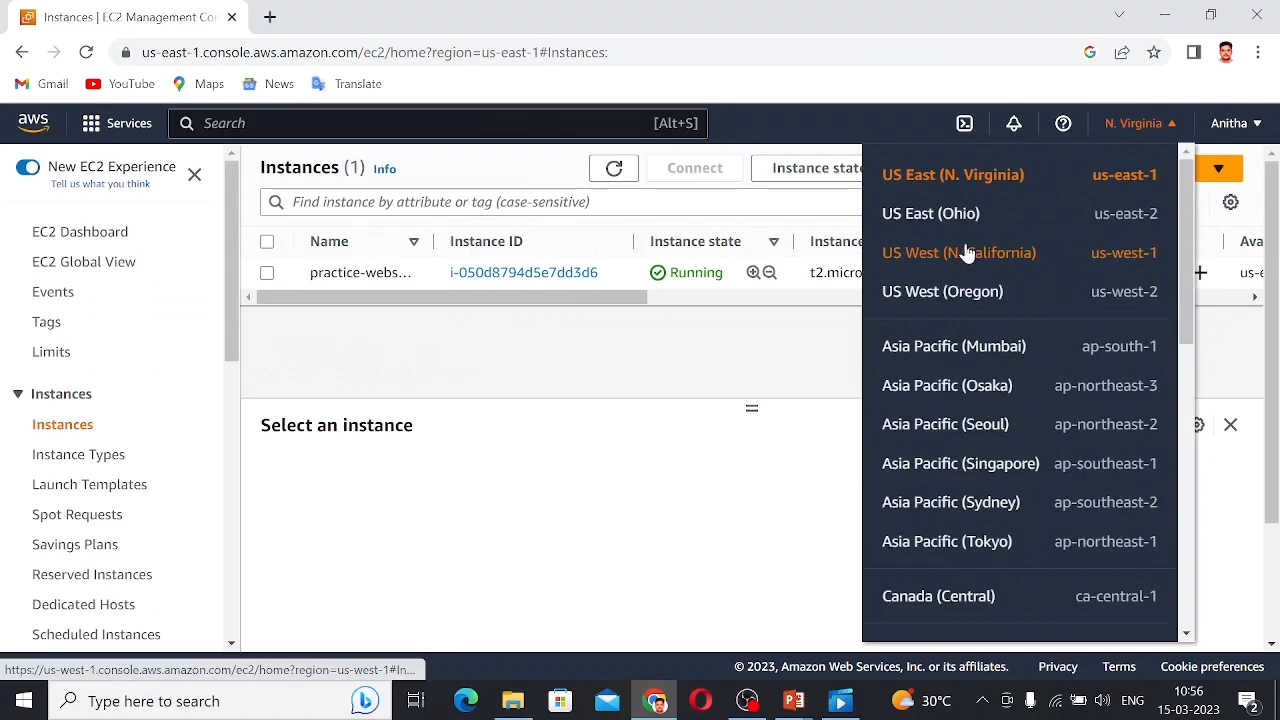 Instances | EC2 Management Con
us-east-1.console.aws.amazon.com/ec2/home?region=us-east-1#Instances:
Gmail YouTube Maps News Translate
aws Services Search [Alt+S] N. Virginia Anitha
New EC2 Experience
Tell us what you think
EC2 Dashboard
EC2 Global View
Events
Tags
Limits
Instances
Instances
Instance Types
Launch Templates
Spot Requests
Savings Plans
Reserved Instances
Dedicated Hosts
Scheduled Instances
Instances (1) Info Connect Instance state
Find instance by attribute or tag (case-sensitive)
Name Instance ID Instance state Instance Ava
practice-webs... i-050d8794d5e7dd3d6 Running t2.micro us-e
Select an instance
US East (N. Virginia) us-east-1
US East (Ohio) us-east-2
US West (N. California) us-west-1
US West (Oregon) us-west-2
Asia Pacific (Mumbai) ap-south-1
Asia Pacific (Osaka) ap-northeast-3
Asia Pacific (Seoul) ap-northeast-2
Asia Pacific (Singapore) ap-southeast-1
Asia Pacific (Sydney) ap-southeast-2
Asia Pacific (Tokyo) ap-northeast-1
Canada (Central) ca-central-1
https://us-west-1.console.aws.amazon.com/ec2/home?region=us-west-1#In...
© 2023, Amazon Web Services, Inc. or its affiliates. Privacy Terms Cookie preferences
Type here to search 30°C ENG 10:56
15-03-2023 2